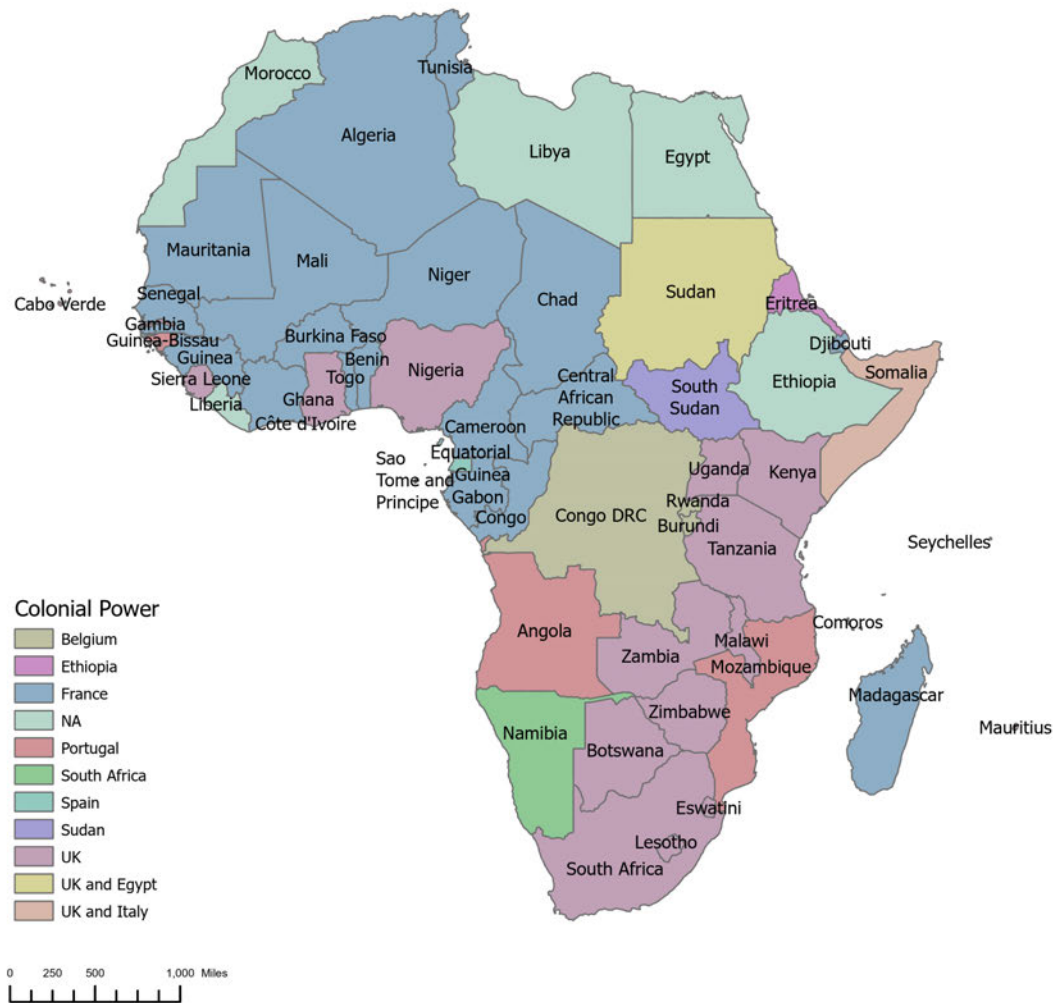 Morocco
Tunisia
Algeria
Libya
Egypt
Mauritania
Mali
Niger
Chad
Sudan
Eritrea
Cabo Verde
Senegal
Gambia
Guinea-Bissau
Guinea
Burkina Faso
Benin
Togo
Nigeria
Djibouti
Somalia
Sierra Leone
Ghana
Liberia
Côte d'Ivoire
Central
African
Republic
South
Sudan
Ethiopia
Cameroon
Equatorial
Guinea
Sao
Tome and
Principe
Gabon
Congo
Congo DRC
Uganda
Kenya
Rwanda
Burundi
Tanzania
Seychelles
Comoros
Angola
Zambia
Malawi
Mozambique
Madagascar
Mauritius
Namibia
Zimbabwe
Botswana
Eswatini
Lesotho
South Africa
Colonial Power
Belgium
Ethiopia
France
NA
Portugal
South Africa
Spain
Sudan
UK
UK and Egypt
UK and Italy
0 250 500 1,000 Miles